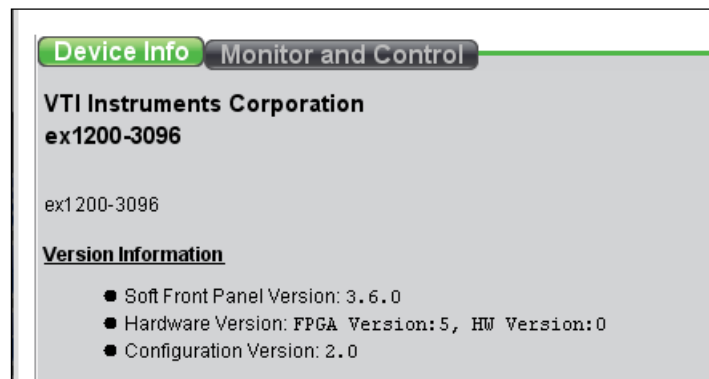 Device Info Monitor and Control
VTI Instruments Corporation
ex1200-3096
ex1200-3096
Version Information
● Soft Front Panel Version: 3.6.0
● Hardware Version: FPGA Version:5, HW Version:0
● Configuration Version: 2.0